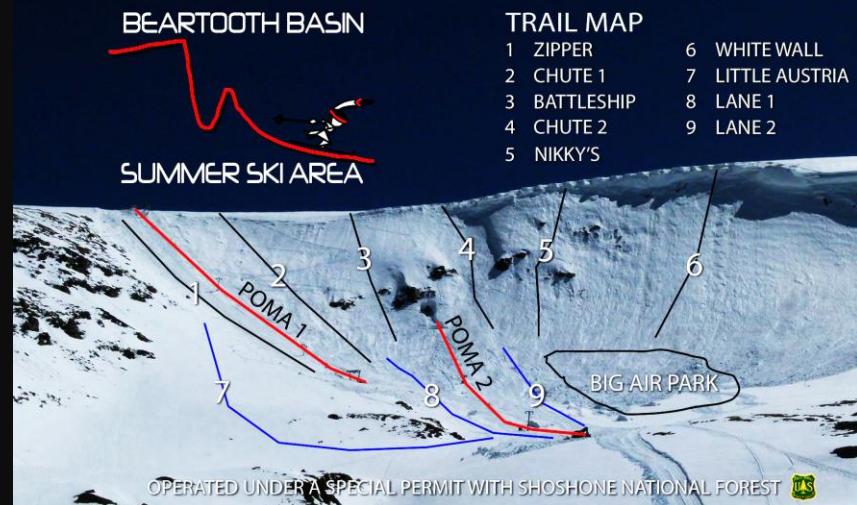 BEARTOOTH BASIN
SUMMER SKI AREA
TRAIL MAP
1 ZIPPER
2 CHUTE 1
3 BATTLESHIP
4 CHUTE 2
5 NIKKY'S
6 WHITE WALL
7 LITTLE AUSTRIA
8 LANE 1
9 LANE 2
1
2
3
4
5
6
POMA 1
POMA 2
7
8
9
BIG AIR PARK
OPERATED UNDER A SPECIAL PERMIT WITH SHOSHONE NATIONAL FOREST
U S